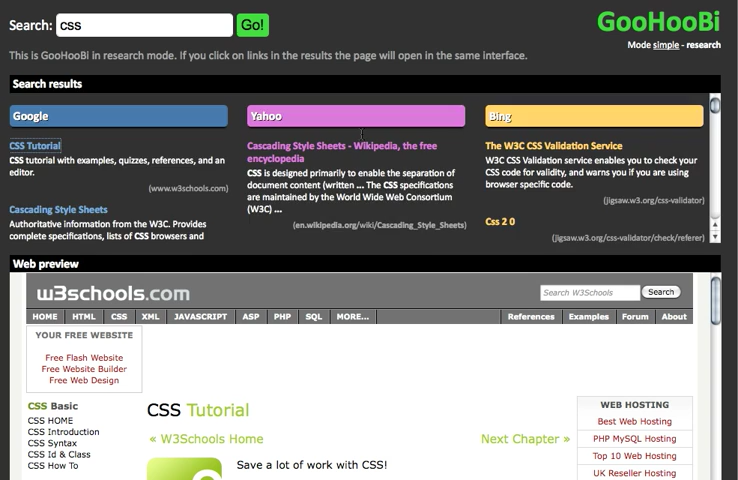 Search: css Go! GooHooBi
Mode simple - research
This is GooHooBi in research mode. If you click on links in the results the page will open in the same interface.
Search results
Google
CSS Tutorial
CSS tutorial with examples, quizzes, references, and an
editor.
(www.w3schools.com)
Cascading Style Sheets
Authoritative information from the W3C. Provides
complete specifications, lists of CSS browsers and
Yahoo
Cascading Style Sheets - Wikipedia, the free
encyclopedia
CSS is designed primarily to enable the separation of
document content (written ... The CSS specifications
are maintained by the World Wide Web Consortium
(W3C) ...
(en.wikipedia.org/wiki/Cascading_Style_Sheets)
Bing
The W3C CSS Validation Service
W3C CSS Validation service enables you to check your
CSS code for validity, and warns you if you are using
browser specific code.
(jigsaw.w3.org/css-validator)
Css 2 0
(jigsaw.w3.org/css-validator/check/referer)
Web preview
w3schools.com Search W3Schools Search
HOME HTML CSS XML JAVASCRIPT ASP PHP SQL MORE... References Examples Forum About
YOUR FREE WEBSITE
Free Flash Website
Free Website Builder
Free Web Design
CSS Basic
CSS HOME
CSS Introduction
CSS Syntax
CSS Id & Class
CSS How To
CSS Tutorial
« W3Schools Home Next Chapter »
Save a lot of work with CSS!
WEB HOSTING
Best Web Hosting
PHP MySQL Hosting
Top 10 Web Hosting
UK Reseller Hosting